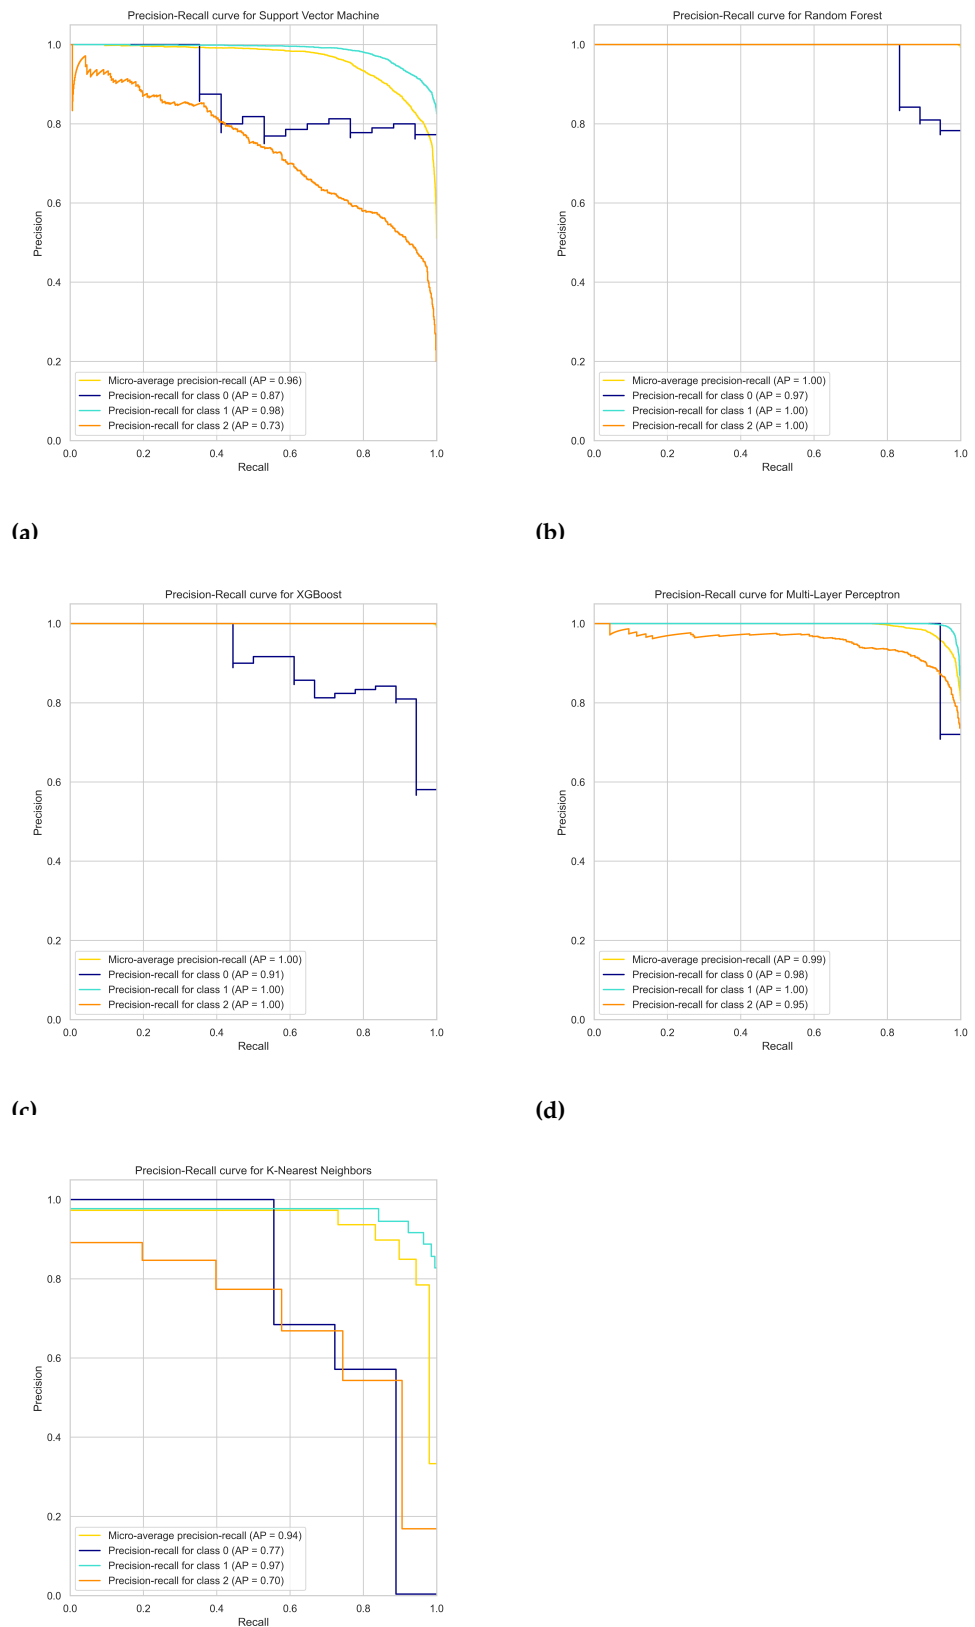 Precision-Recall curve for Support Vector Machine
1.0
0.8
0.6
0.4
0.2
0.0
Precision
Micro-average precision-recall (AP = 0.96)
Precision-recall for class 0 (AP = 0.87)
Precision-recall for class 1 (AP = 0.98)
Precision-recall for class 2 (AP = 0.73)
0.0 0.2 0.4 0.6 0.8 1.0
Recall
(a)
Precision-Recall curve for Random Forest
1.0
0.8
0.6
0.4
0.2
0.0
Precision
Micro-average precision-recall (AP = 1.00)
Precision-recall for class 0 (AP = 0.97)
Precision-recall for class 1 (AP = 1.00)
Precision-recall for class 2 (AP = 1.00)
0.0 0.2 0.4 0.6 0.8 1.0
Recall
(b)
Precision-Recall curve for XGBoost
1.0
0.8
0.6
0.4
0.2
0.0
Precision
Micro-average precision-recall (AP = 1.00)
Precision-recall for class 0 (AP = 0.91)
Precision-recall for class 1 (AP = 1.00)
Precision-recall for class 2 (AP = 1.00)
0.0 0.2 0.4 0.6 0.8 1.0
Recall
(c)
Precision-Recall curve for Multi-Layer Perceptron
1.0
0.8
0.6
0.4
0.2
0.0
Precision
Micro-average precision-recall (AP = 0.99)
Precision-recall for class 0 (AP = 0.98)
Precision-recall for class 1 (AP = 1.00)
Precision-recall for class 2 (AP = 0.95)
0.0 0.2 0.4 0.6 0.8 1.0
Recall
(d)
Precision-Recall curve for K-Nearest Neighbors
1.0
0.8
0.6
0.4
0.2
0.0
Precision
Micro-average precision-recall (AP = 0.94)
Precision-recall for class 0 (AP = 0.77)
Precision-recall for class 1 (AP = 0.97)
Precision-recall for class 2 (AP = 0.70)
0.0 0.2 0.4 0.6 0.8 1.0
Recall